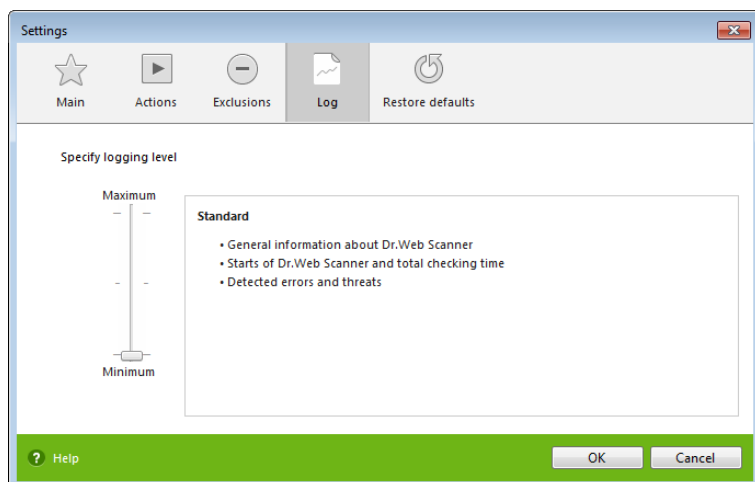 Settings
Main Actions Exclusions Log Restore defaults
Specify logging level
Maximum
Standard
• General information about Dr.Web Scanner
• Starts of Dr.Web Scanner and total checking time
• Detected errors and threats
Minimum
? Help OK Cancel